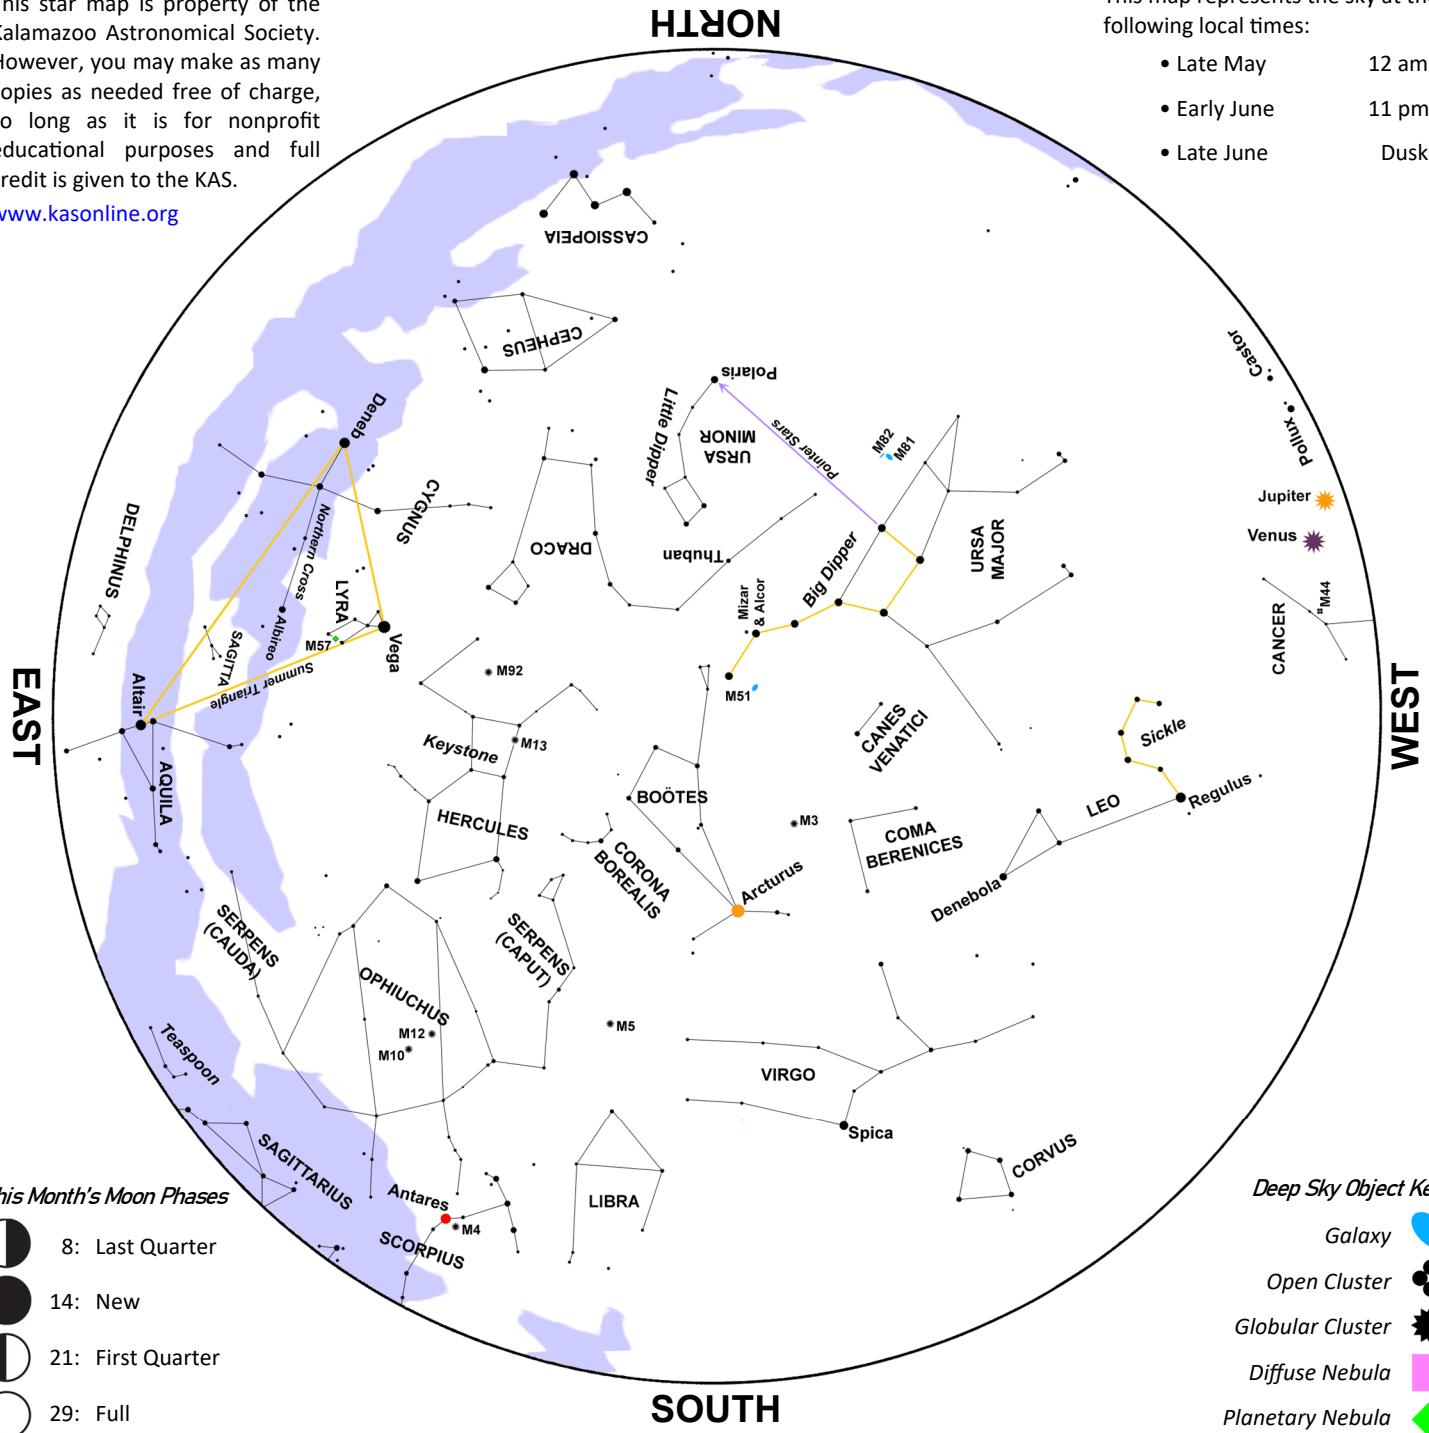 This star map is property of the
Kalamazoo Astronomical Society.
However, you may make as many
copies as needed free of charge,
so long as it is for nonprofit
educational purposes and full
credit is given to the KAS.
www.kasonline.org
NORTH
This map represents the sky at the
following local times:
• Late May 12 am
• Early June 11 pm
• Late June Dusk
CASSIOPEIA
CEPHEUS
Polaris
Little Dipper
URSA
MINOR
Pointer Stars
M82
M81
Castor
Pollux
Jupiter
Venus
M44
CANCER
Deneb
CYGNUS
Northern Cross
DELPHINUS
LYRA
M57
Albireo
SAGITTA
Vega
Summer Triangle
Altair
AQUILA
DRACO
Thuban
Big Dipper
URSA
MAJOR
Mizar
& Alcor
M51
M92
M13
Keystone
HERCULES
EAST
WEST
CANES
VENATICI
Sickle
Regulus
LEO
Denebola
BOÖTES
M3
COMA
BERENICES
CORONA
BOREALIS
Arcturus
SERPENS
(CAUDA)
SERPENS
(CAPUT)
OPHIUCHUS
M12
M10
M5
VIRGO
Spica
CORVUS
Teaspoon
SAGITTARIUS
Antares
M4
SCORPIUS
LIBRA
This Month's Moon Phases
8: Last Quarter
14: New
21: First Quarter
29: Full
SOUTH
Deep Sky Object Ke
Galaxy
Open Cluster
Globular Cluster
Diffuse Nebula
Planetary Nebula